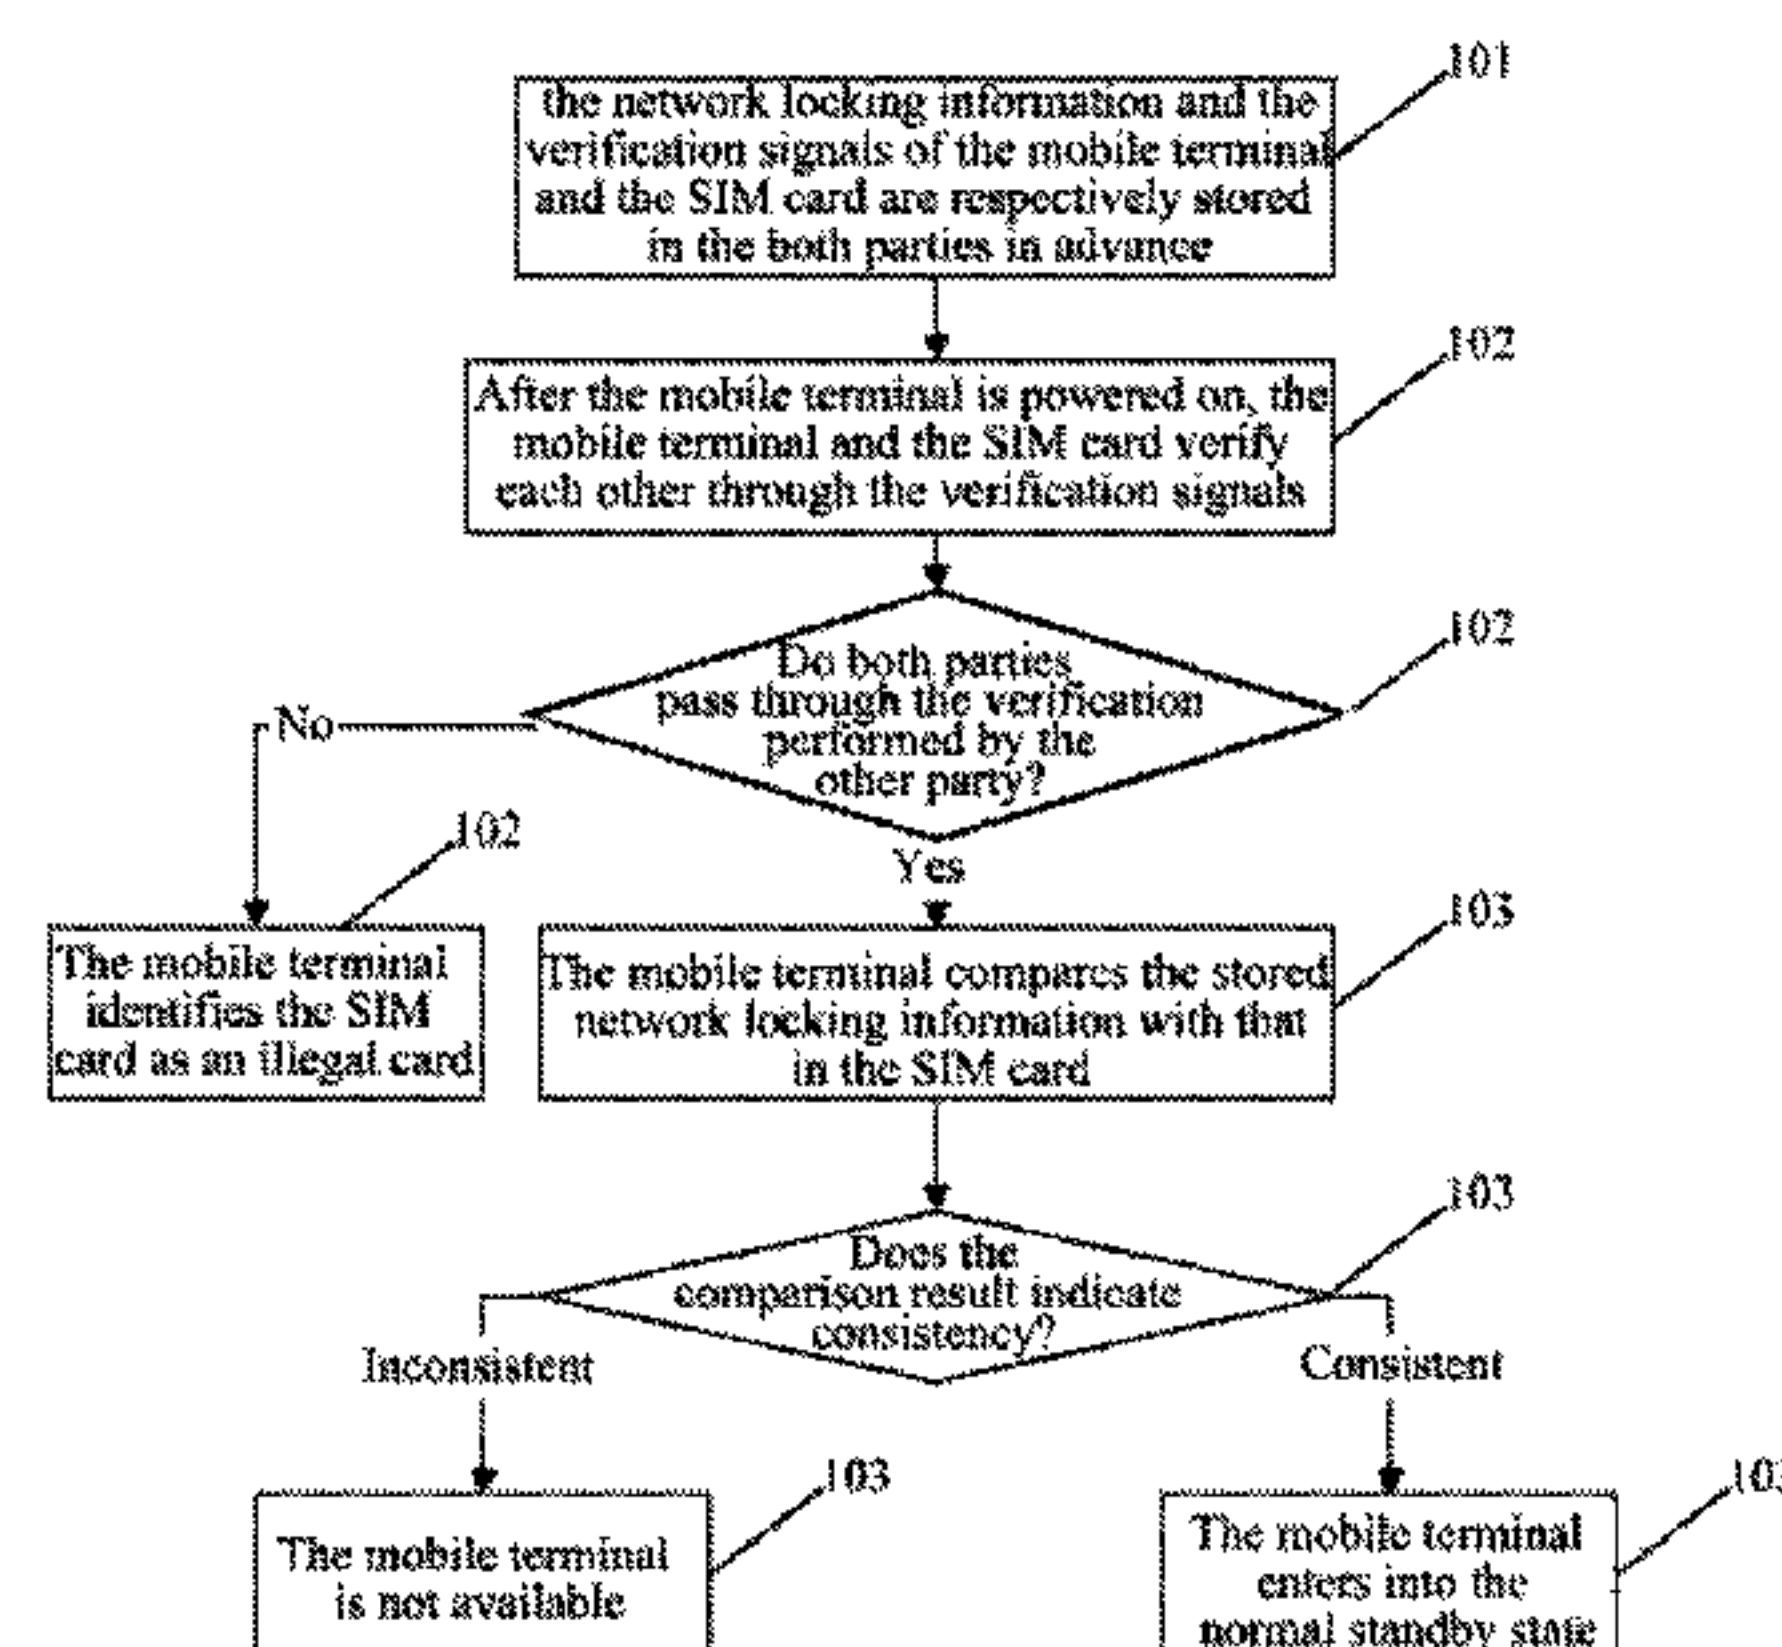 101
the network locking information and the
verification signals of the mobile terminal
and the SIM card are respectively stored
in the both parties in advance
102
After the mobile terminal is powered on, the
mobile terminal and the SIM card verify
each other through the verification signals
102
Do both parties
pass through the verification
performed by the
other party?
No
102
Yes
The mobile terminal
identifies the SIM
card as an illegal card
103
The mobile terminal compares the stored
network locking information with that
in the SIM card
103
Does the
comparison result indicate
consistency?
Inconsistent
Consistent
103
The mobile terminal
is not available
103
The mobile terminal
enters into the
normal standby state